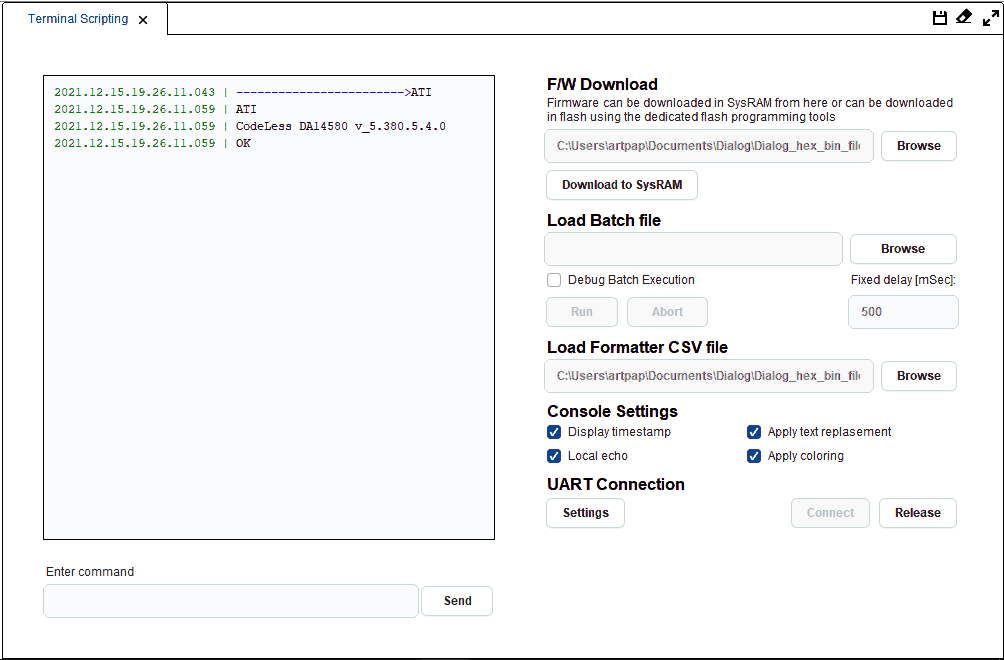 Terminal Scripting
2021.12.15.19.26.11.043 | ------------------------>ATI
2021.12.15.19.26.11.059 | ATI
2021.12.15.19.26.11.059 | CodeLess DA14580 v_5.380.5.4.0
2021.12.15.19.26.11.059 | OK
Enter command
Send
F/W Download
Firmware can be downloaded in SysRAM from here or can be downloaded
in flash using the dedicated flash programming tools
C:\Users\artpap\Documents\Dialog\Dialog_hex_bin_file Browse
Download to SysRAM
Load Batch file
Browse
Debug Batch Execution Fixed delay [mSec]:
Run Abort 500
Load Formatter CSV file
C:\Users\artpap\Documents\Dialog\Dialog_hex_bin_file Browse
Console Settings
Display timestamp Apply text replasement
Local echo Apply coloring
UART Connection
Settings Connect Release